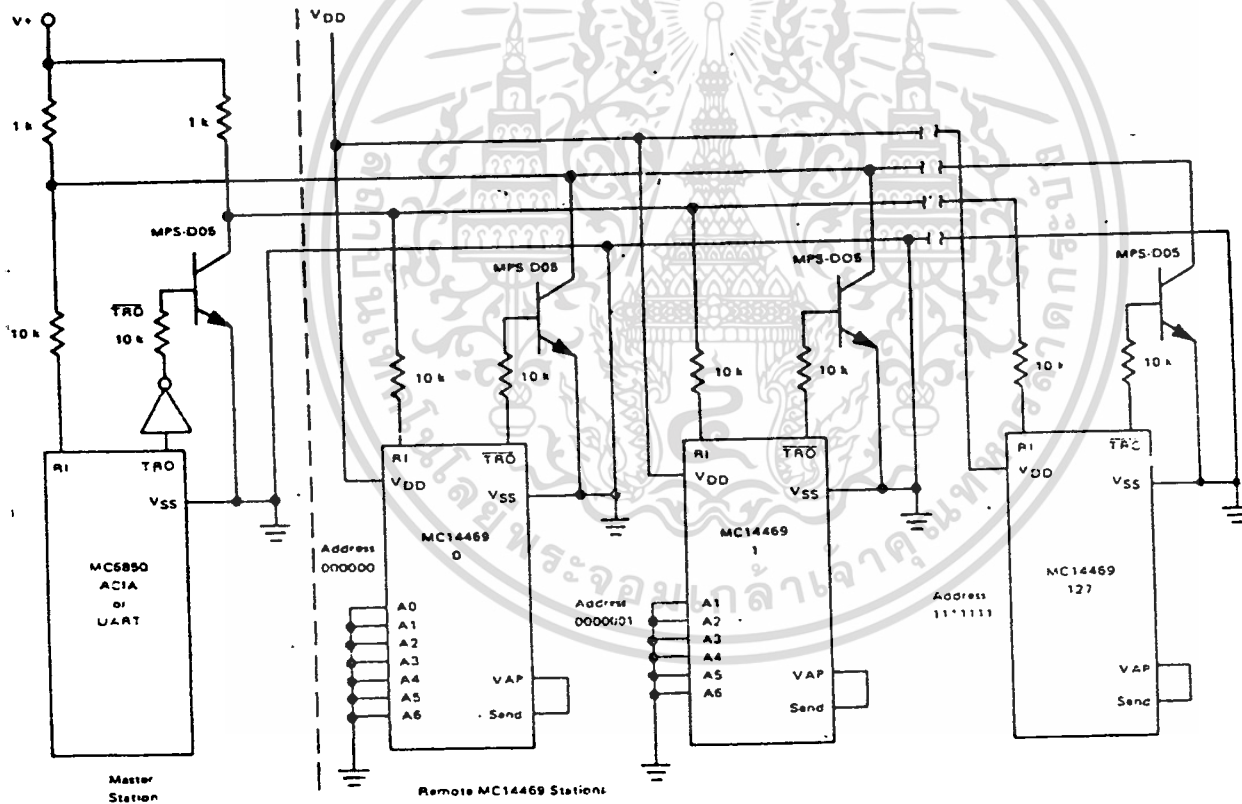 V+
VDD
1 k
1 k
MPS-D05
TRO
10 k
10 k
RI
TRO
VSS
MC6850
ACIA
or
UART
Master
Station
MPS-D05
10 k
10 k
RI
TRO
VDD
VSS
MC14469
0
Address
000000
A0
A1
A2
A3
A4
A5
A6
VAP
Send
MPS-D05
10 k
10 k
RI
TRO
VDD
VSS
MC14469
1
Address
0000001
A1
A2
A3
A4
A5
A6
VAP
Send
MPS-D05
10 k
10 k
RI
VDD
VSS
MC14469
127
Address
1111111
VAP
Send
Remote MC14469 Stations